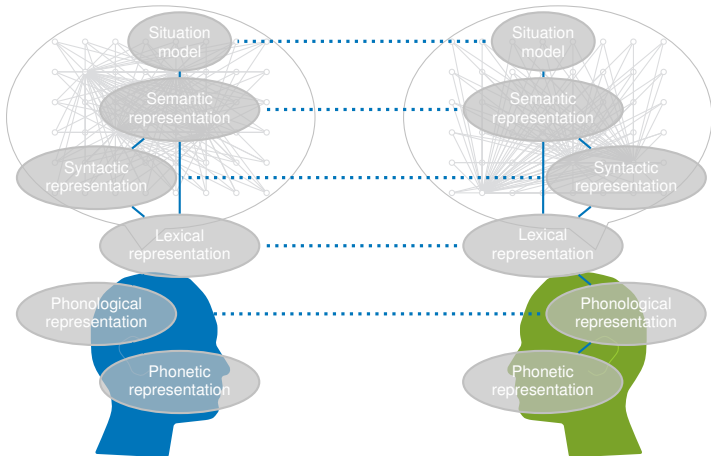 Situation
model
Situation
model
Semantic
representation
Semantic
representation
Syntactic
representation
Syntactic
representation
Lexical
representation
Lexical
representation
Phonological
representation
Phonological
representation
Phonetic
representation
Phonetic
representation